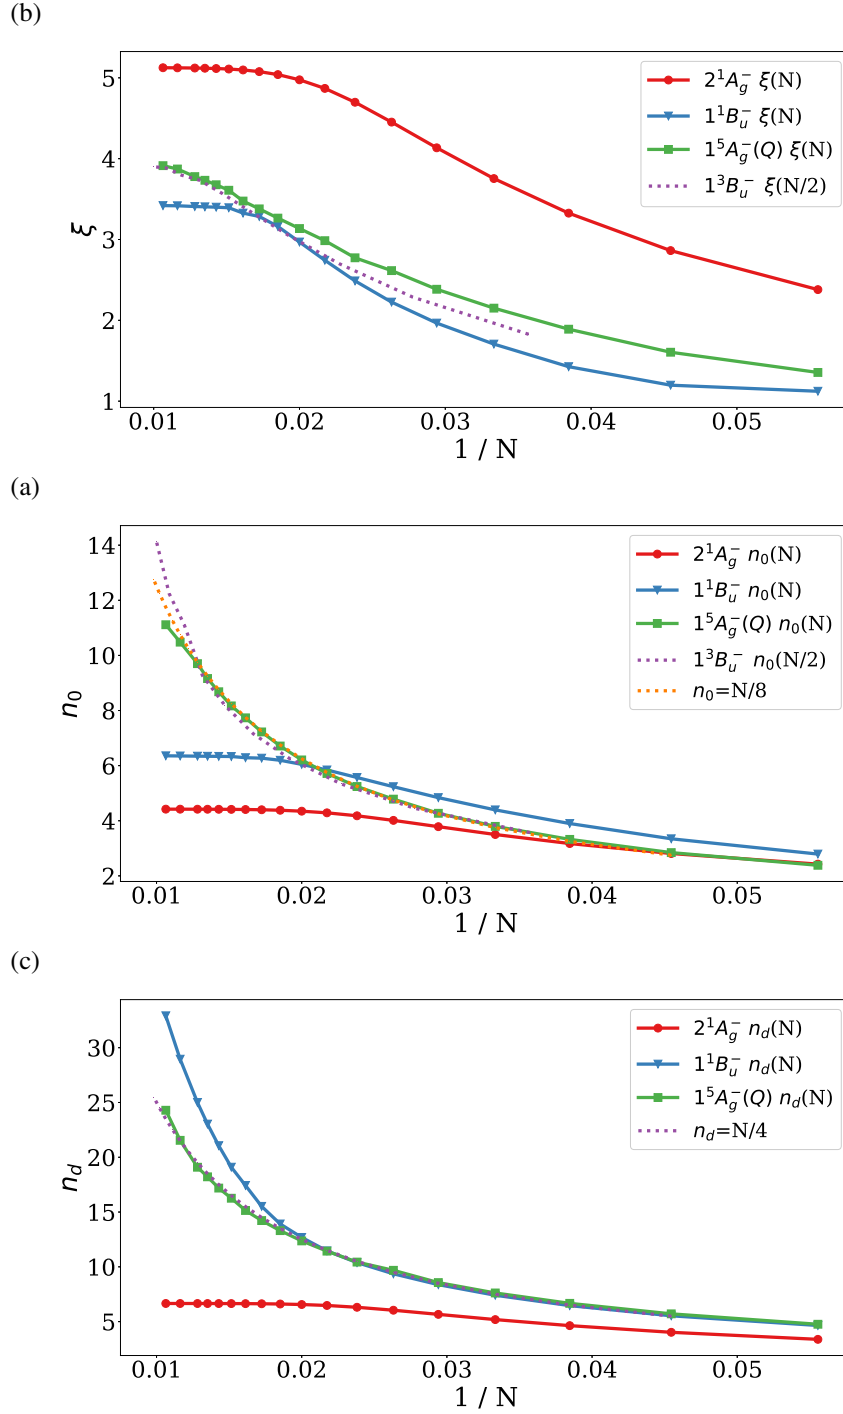 (b)
5
4
3
2
1
ξ
2¹A_g⁻ ξ(N)
1¹B_u⁻ ξ(N)
1⁵A_g⁻(Q) ξ(N)
1³B_u⁻ ξ(N/2)
0.01 0.02 0.03 0.04 0.05
1 / N
(a)
14
12
10
8
6
4
2
n₀
2¹A_g⁻ n₀(N)
1¹B_u⁻ n₀(N)
1⁵A_g⁻(Q) n₀(N)
1³B_u⁻ n₀(N/2)
n₀=N/8
0.01 0.02 0.03 0.04 0.05
1 / N
(c)
30
25
20
15
10
5
n_d
2¹A_g⁻ n_d(N)
1¹B_u⁻ n_d(N)
1⁵A_g⁻(Q) n_d(N)
n_d=N/4
0.01 0.02 0.03 0.04 0.05
1 / N